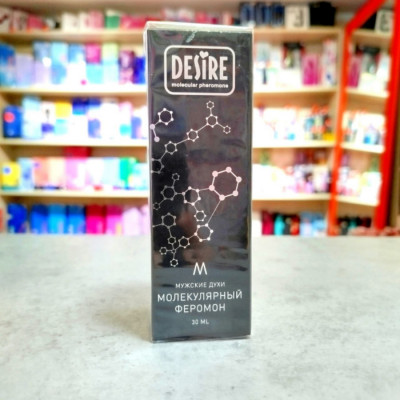 DESIRE
molecular pheromone
M
МУЖСКИЕ ДУХИ
МОЛЕКУЛЯРНЫЙ
ФЕРОМОН
30 ML